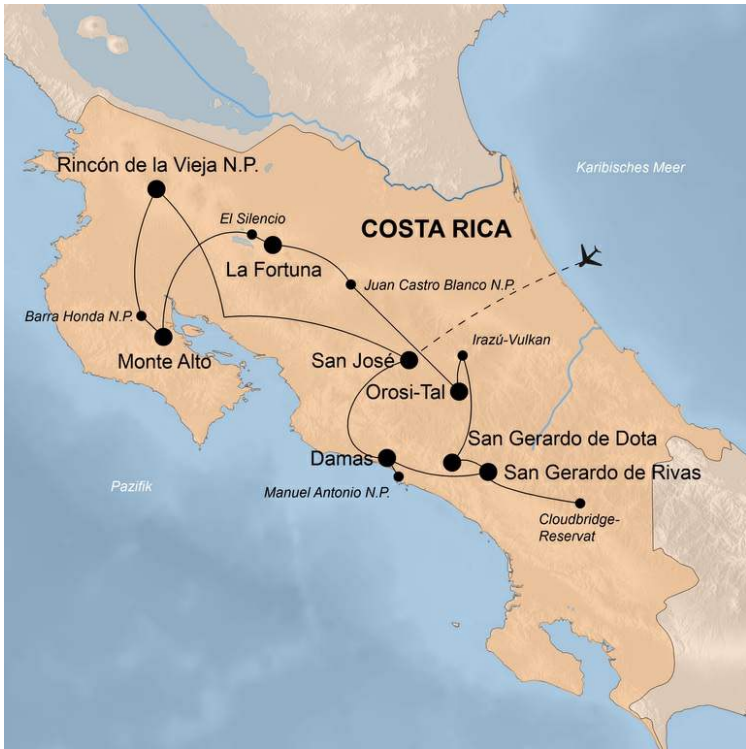 Karibisches Meer
Rincón de la Vieja N.P.
El Silencio
COSTA RICA
La Fortuna
Juan Castro Blanco N.P.
Barra Honda N.P.
Monte Alto
Irazú-Vulkan
San José
Orosi-Tal
San Gerardo de Dota
Damas
San Gerardo de Rivas
Pazifik
Manuel Antonio N.P.
Cloudbridge-
Reservat